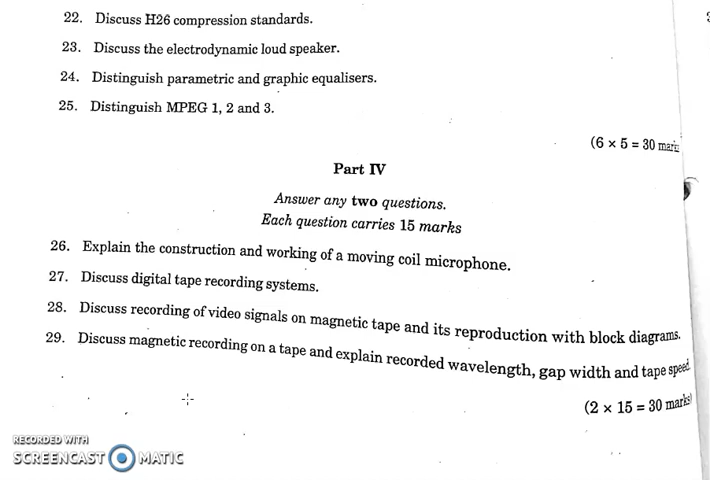 22. Discuss H26 compression standards.
23. Discuss the electrodynamic loud speaker.
24. Distinguish parametric and graphic equalisers.
25. Distinguish MPEG 1, 2 and 3.
(6 × 5 = 30 marks
Part IV
Answer any two questions.
Each question carries 15 marks
26. Explain the construction and working of a moving coil microphone.
27. Discuss digital tape recording systems.
28. Discuss recording of video signals on magnetic tape and its reproduction with block diagrams.
29. Discuss magnetic recording on a tape and explain recorded wavelength, gap width and tape speed.
(2 × 15 = 30 marks)
RECORDED WITH
SCREENCAST MATIC